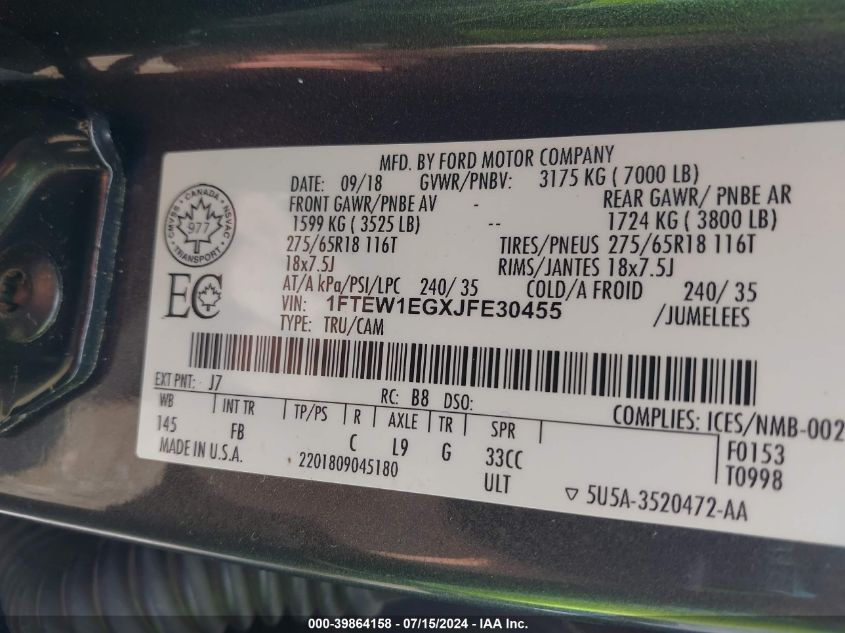 MFD. BY FORD MOTOR COMPANY
DATE: 09/18 GVWR/PNBV: 3175 KG ( 7000 LB)
FRONT GAWR/PNBE AV - REAR GAWR/ PNBE AR
1599 KG ( 3525 LB) -- 1724 KG ( 3800 LB)
275/65R18 116T TIRES/PNEUS 275/65R18 116T
18x7.5J RIMS/JANTES 18x7.5J
AT/A kPa/PSI/LPC 240/ 35 COLD/A FROID 240/ 35
VIN: 1FTEW1EGXJFE30455 /JUMELEES
TYPE: TRU/CAM
CANADA
CMVSS NSVAC
977
TRANSPORT
EC
EXT PNT: J7 RC: B8 DSO:
WB INT TR TP/PS R AXLE TR SPR COMPLIES: ICES/NMB-002
145 FB C L9 G 33CC F0153
MADE IN U.S.A. 2201809045180 ULT T0998
▽ 5U5A-3520472-AA
000-39864158 - 07/15/2024 - IAA Inc.